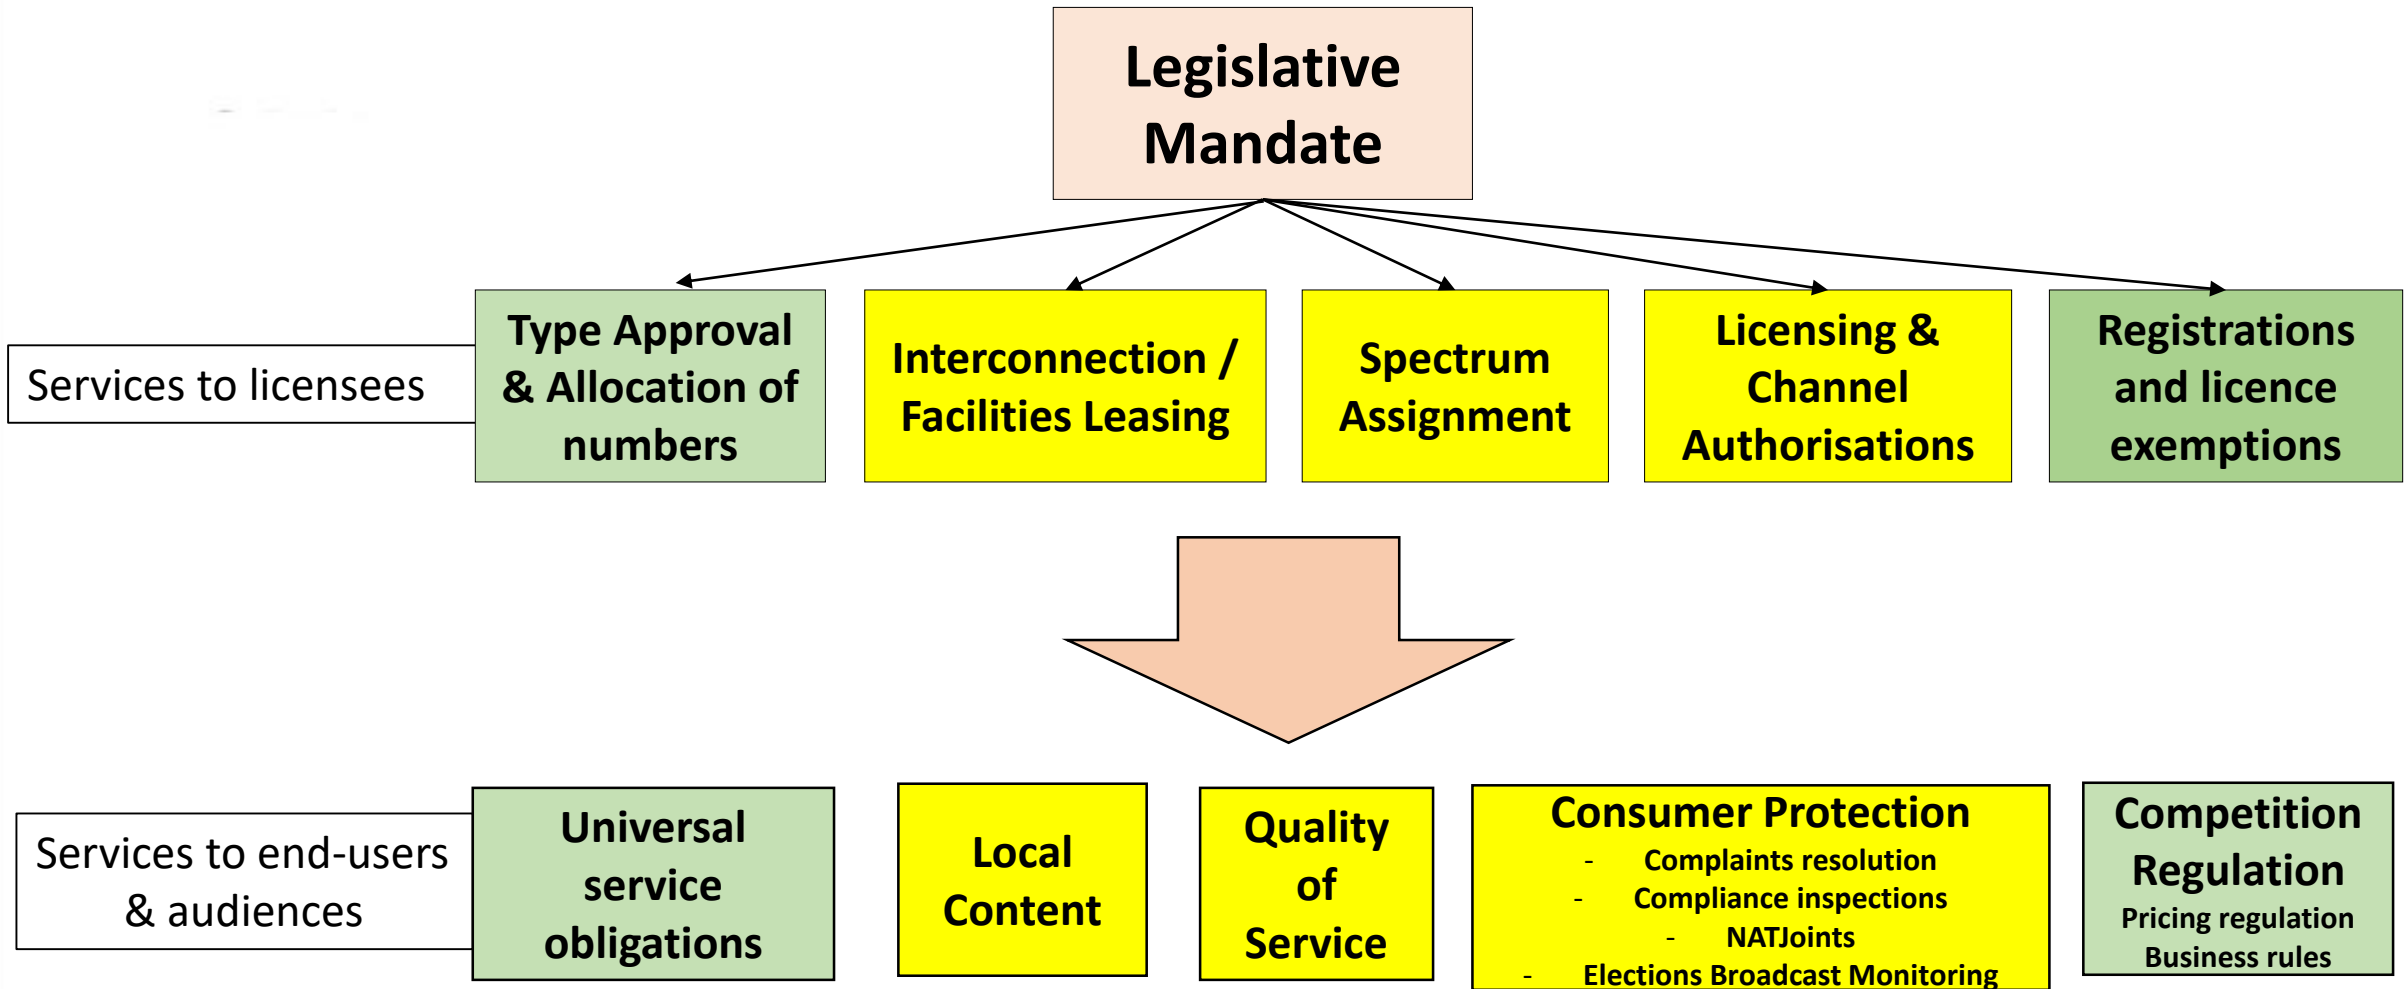 Legislative
Mandate
Services to licensees
Type Approval
& Allocation of
numbers
Interconnection /
Facilities Leasing
Spectrum
Assignment
Licensing &
Channel
Authorisations
Registrations
and licence
exemptions
Services to end-users
& audiences
Universal
service
obligations
Local
Content
Quality
of
Service
Consumer Protection
- Complaints resolution
- Compliance inspections
- NATJoints
- Elections Broadcast Monitoring
Competition
Regulation
Pricing regulation
Business rules